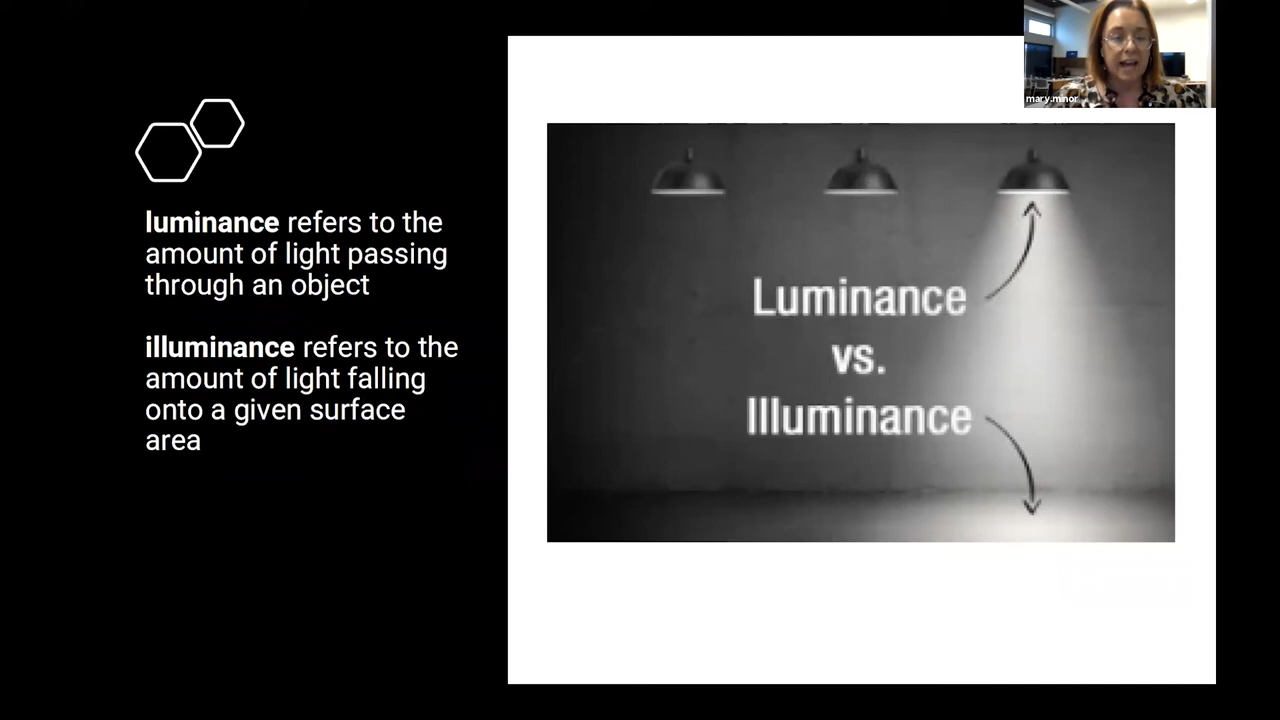 luminance refers to the
amount of light passing
through an object
illuminance refers to the
amount of light falling
onto a given surface
area
Luminance
vs.
Illuminance
mary.minor